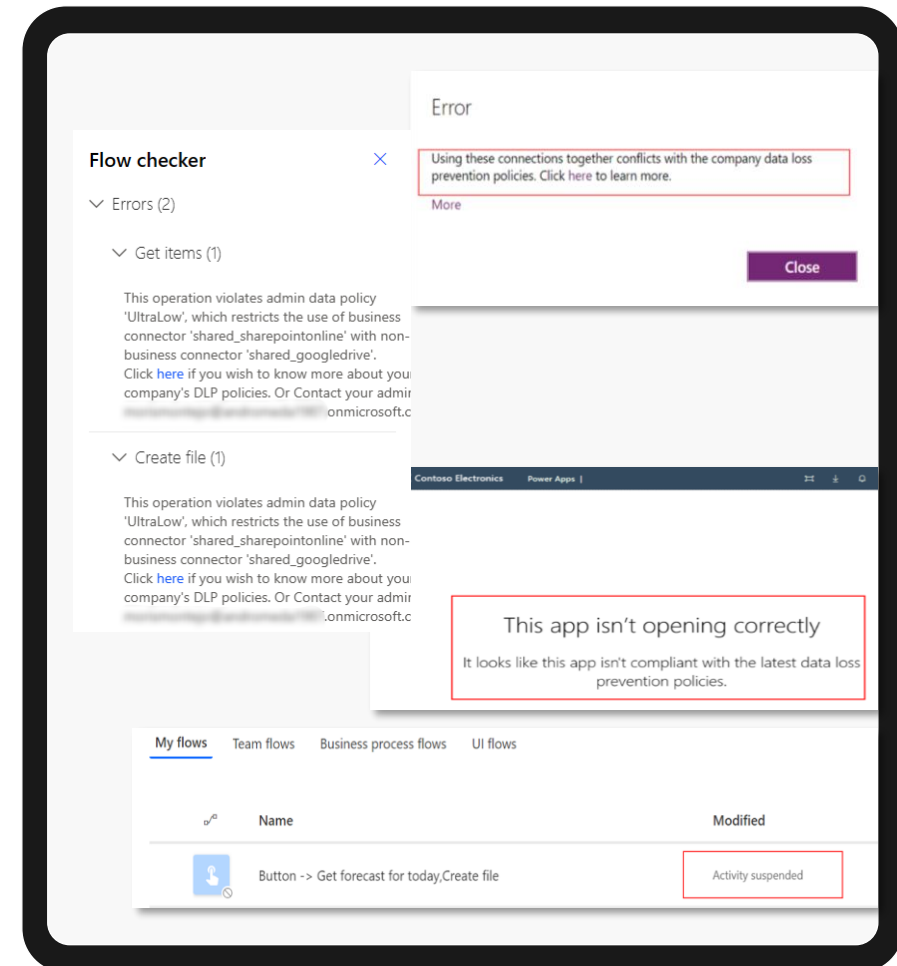 Error
Using these connections together conflicts with the company data loss
prevention policies. Click here to learn more.
More
Close
Flow checker
Errors (2)
Get items (1)
This operation violates admin data policy
'UltraLow', which restricts the use of business
connector 'shared_sharepointonline' with non-
business connector 'shared_googledrive'.
Click here if you wish to know more about you
company's DLP policies. Or Contact your admi
.onmicrosoft.c
Create file (1)
This operation violates admin data policy
'UltraLow', which restricts the use of business
connector 'shared_sharepointonline' with non-
business connector 'shared_googledrive'.
Click here if you wish to know more about you
company's DLP policies. Or Contact your admi
.onmicrosoft.c
Contoso Electronics Power Apps |
This app isn't opening correctly
It looks like this app isn't compliant with the latest data loss
prevention policies.
My flows Team flows Business process flows UI flows
Name Modified
Button -> Get forecast for today,Create file Activity suspended